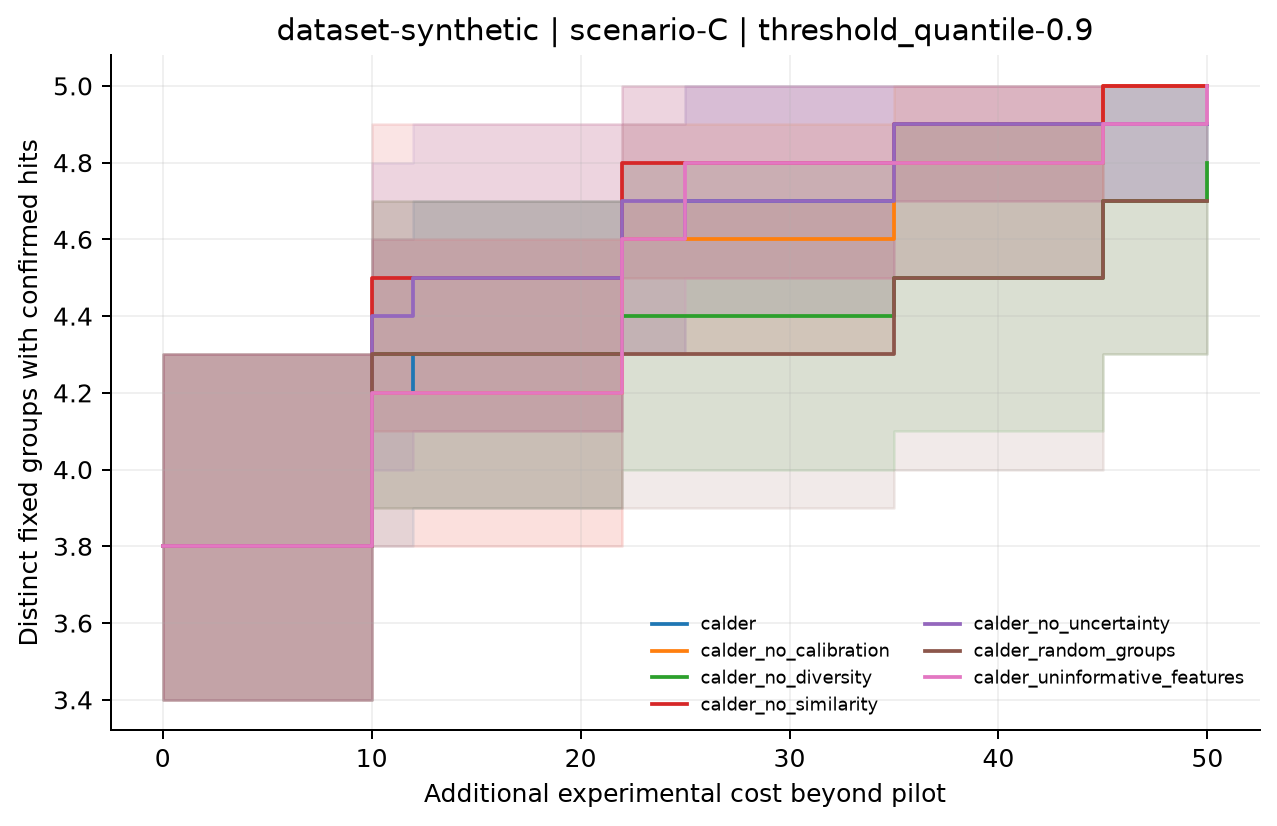 dataset-synthetic | scenario-C | threshold_quantile-0.9
Distinct fixed groups with confirmed hits
5.0
4.8
4.6
4.4
4.2
4.0
3.8
3.6
3.4
calder
calder_no_calibration
calder_no_diversity
calder_no_similarity
calder_no_uncertainty
calder_random_groups
calder_uninformative_features
0 10 20 30 40 50
Additional experimental cost beyond pilot